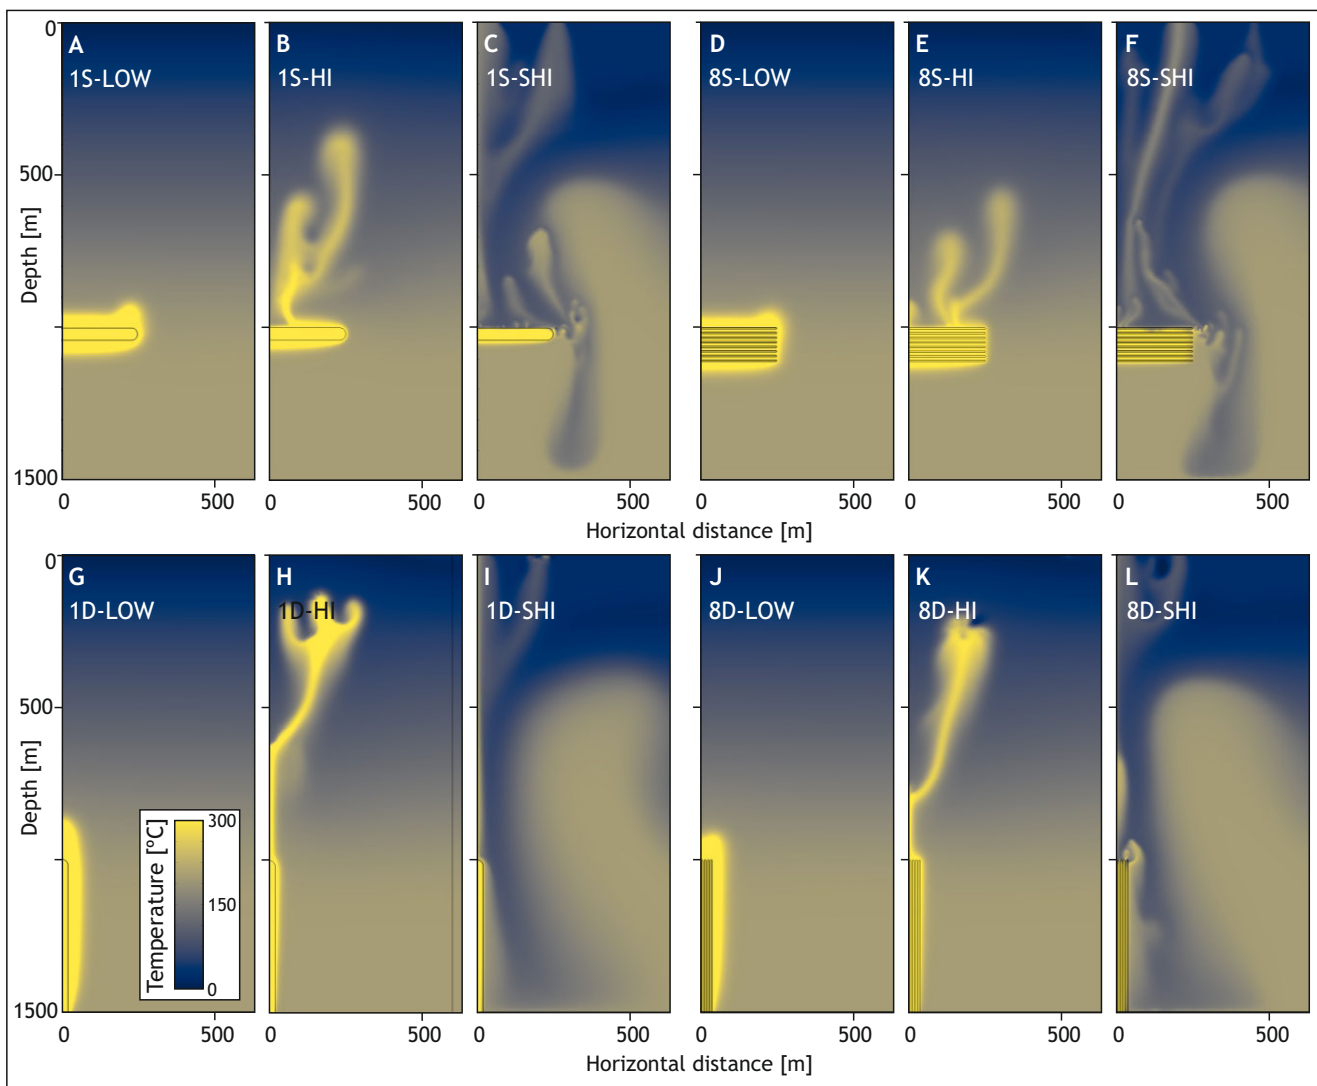 A
1S-LOW
B
1S-HI
C
1S-SHI
D
8S-LOW
E
8S-HI
F
8S-SHI
0
500
1500
Depth [m]
0 500 0 500 0 500 0 500 0 500 0 500
Horizontal distance [m]
G
1D-LOW
H
1D-HI
I
1D-SHI
J
8D-LOW
K
8D-HI
L
8D-SHI
0
500
1500
Depth [m]
Temperature [ºC]
300
150
0
0 500 0 500 0 500 0 500 0 500 0 500
Horizontal distance [m]